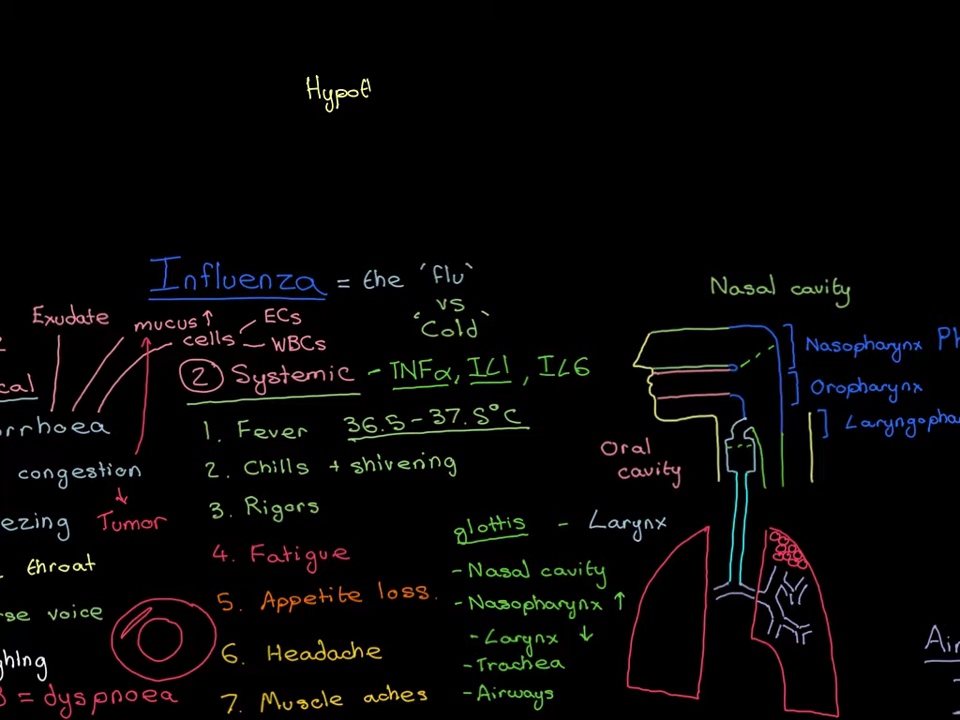 Hypot
Influenza = the 'flu'
vs
'Cold'
Exudate
mucus ↑
cells
ECs
WBCs
cal
rrhoea
congestion
ezing
Tumor
throat
rse voice
ghing
= dyspnoea
② Systemic - TNFα, IL1, IL6
1. Fever 36.5-37.5°C
2. Chills + shivering
3. Rigors
4. Fatigue
5. Appetite loss.
6. Headache
7. Muscle aches
glottis - Larynx
- Nasal cavity
- Nasopharynx ↑
- Larynx ↓
- Trachea
- Airways
Nasal cavity
Nasopharynx Ph
Oropharynx
Laryngopha
Oral
cavity
Air